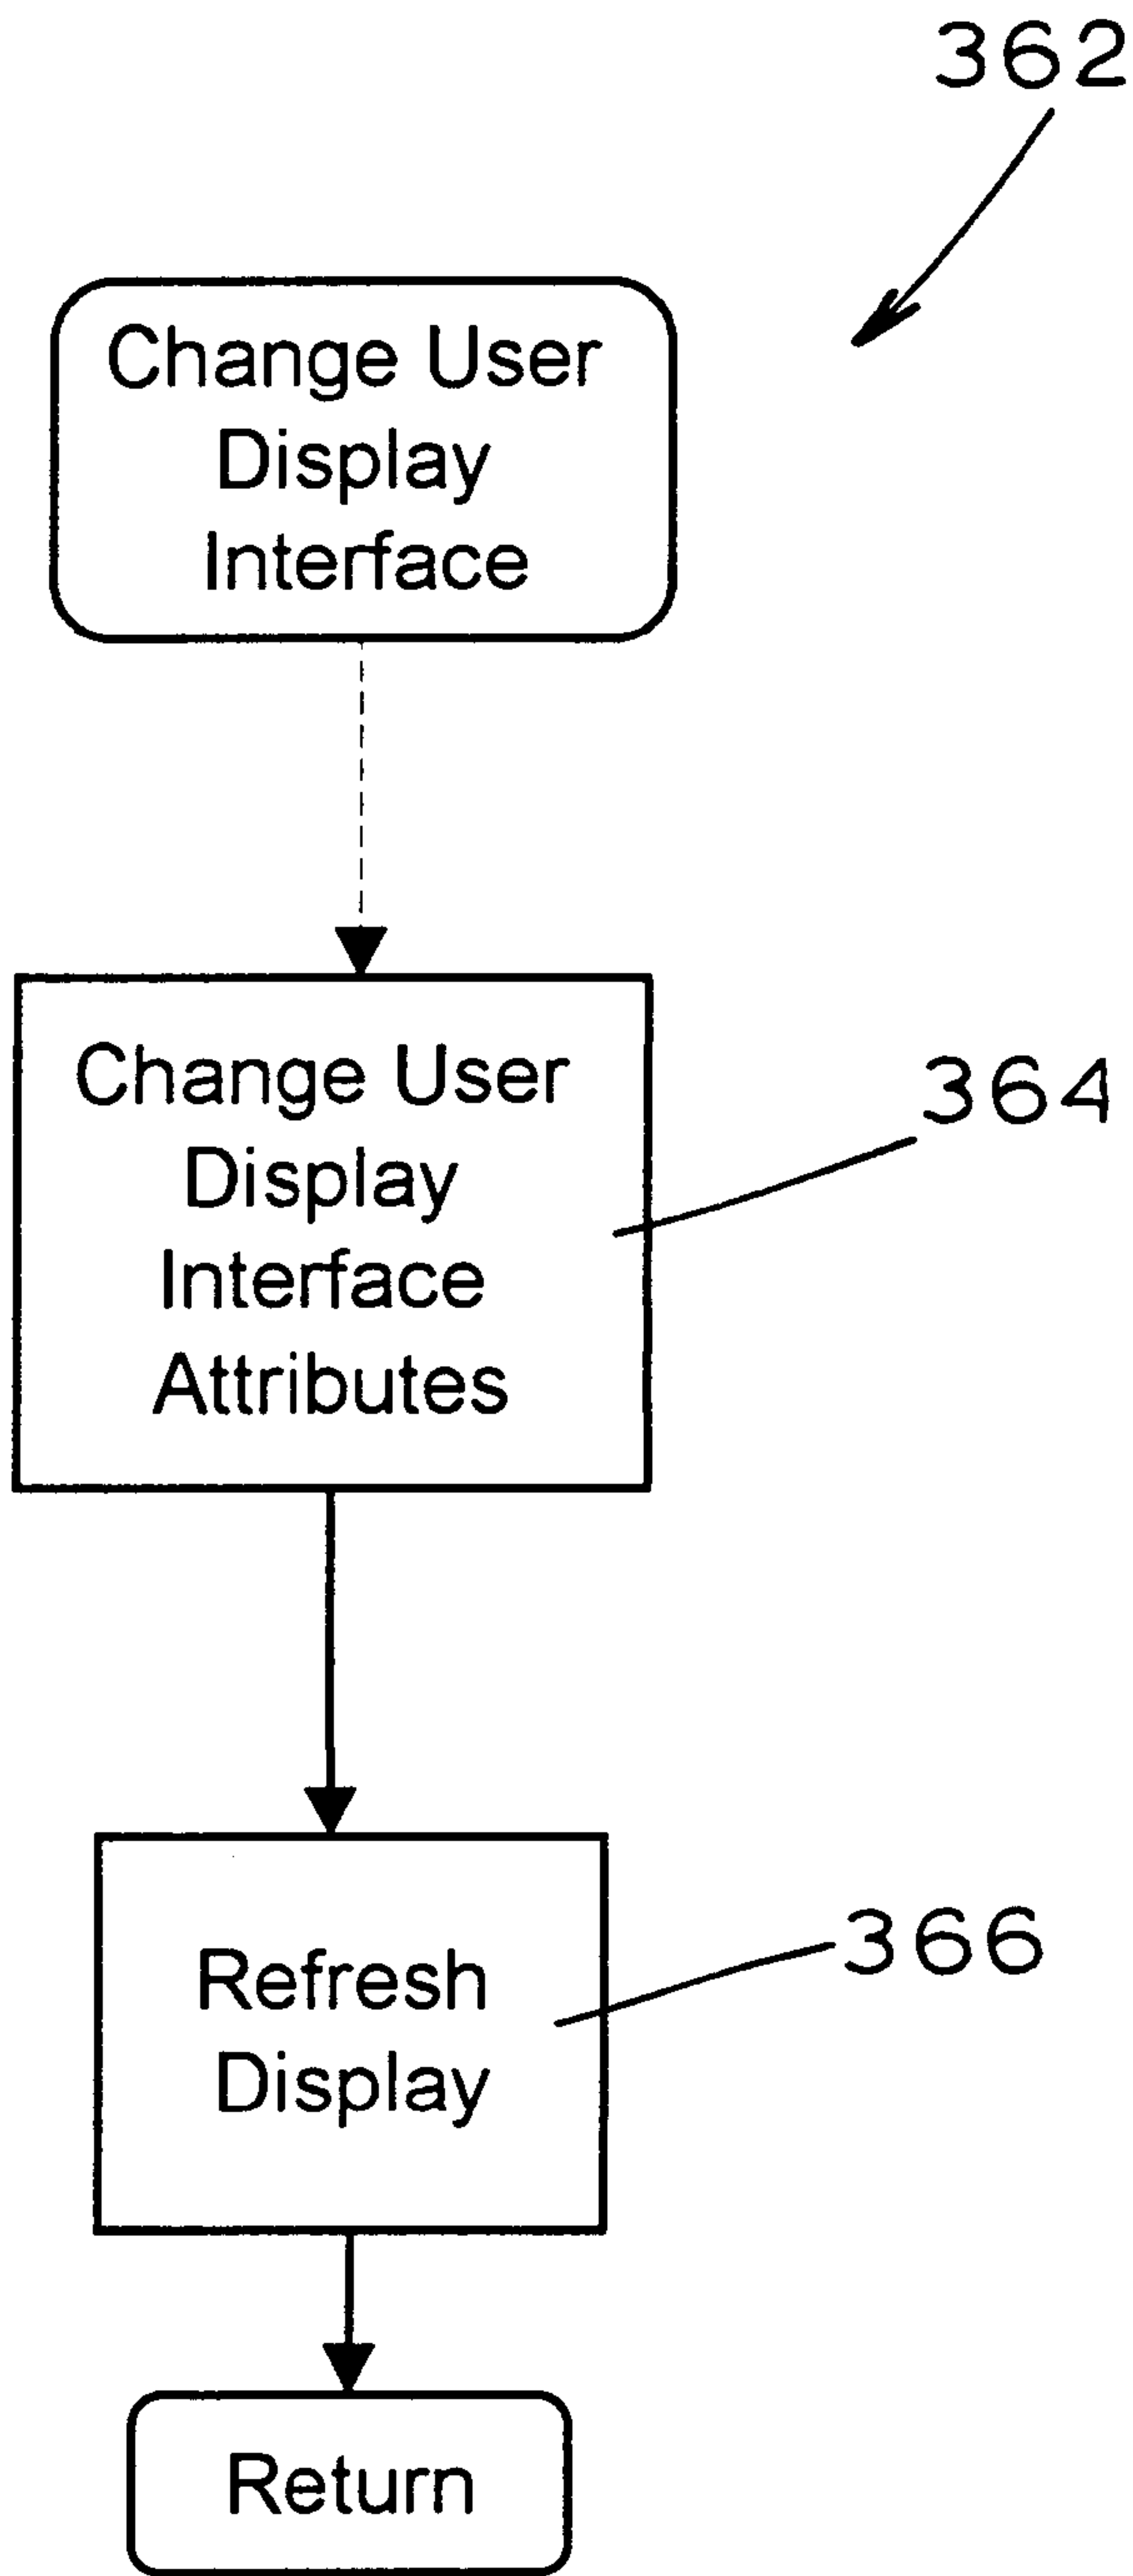 362
Change User
Display
Interface
Change User
Display
Interface
Attributes
364
Refresh
Display
366
Return